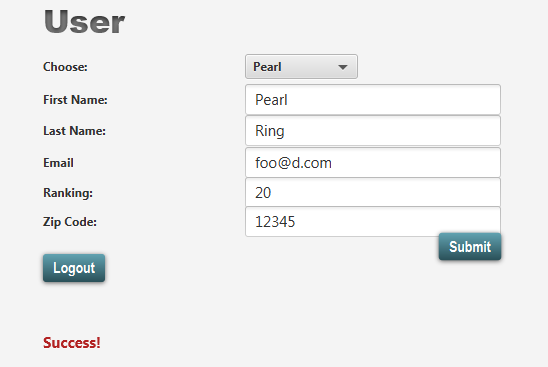 User
Choose: Pearl
First Name: Pearl
Last Name: Ring
Email foo@d.com
Ranking: 20
Zip Code: 12345
Submit
Logout
Success!